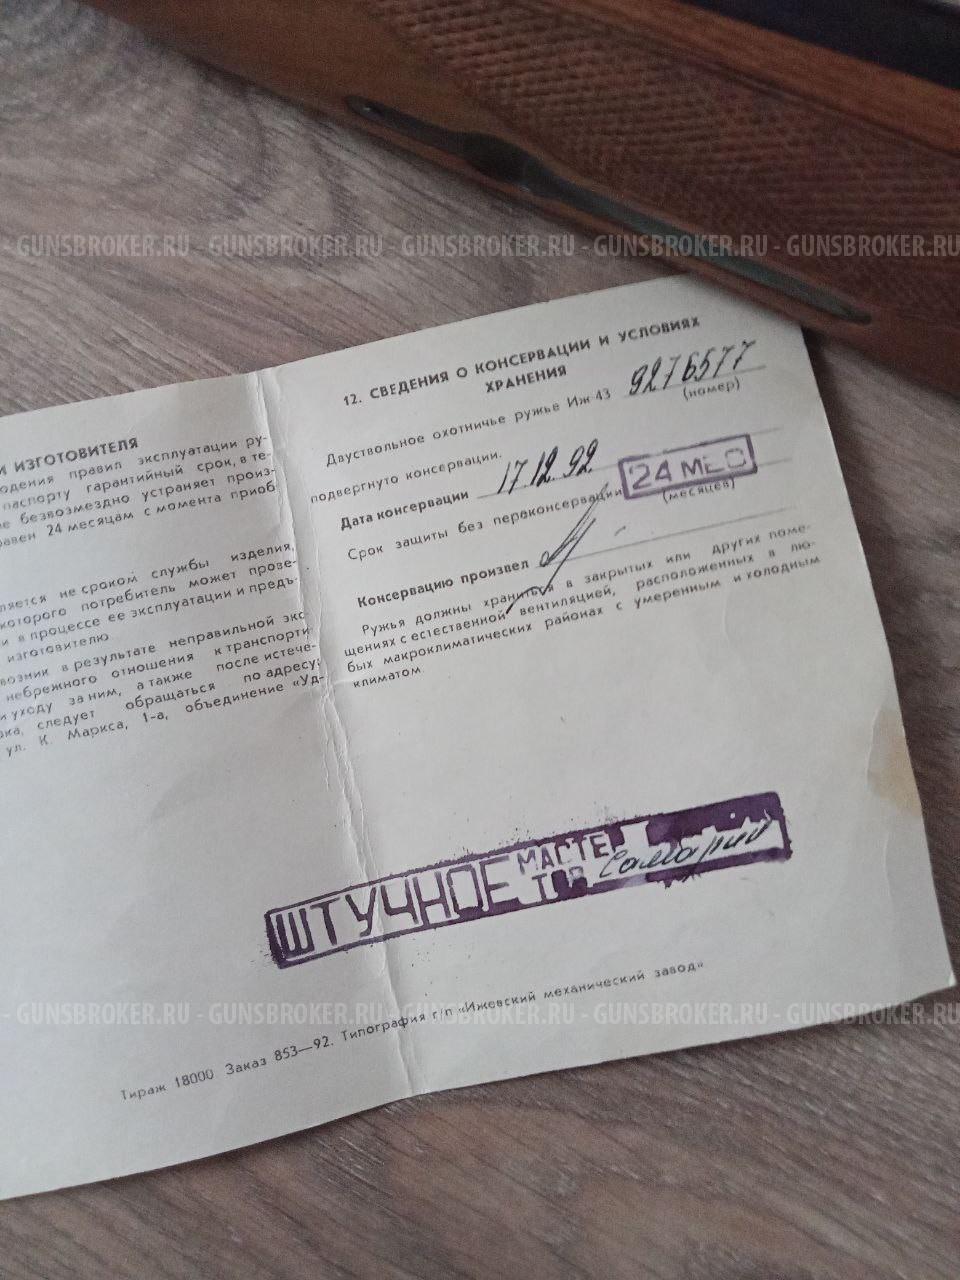 - GUNSBROKER.RU - GUNSBROKER.RU - GUNSBROKER.RU - GUNSBROKER.RU - GUNSBROKER.RU
И ИЗГОТОВИТЕЛЯ
правил эксплуатации ру-
паспорту гарантийный срок, в те-
безвозмездно устраняет произ-
24 месяцам с момента приоб
не сроком службы изделия,
которого потребитель может прове-
и в процессе ее эксплуатации и предъ-
изготовителю.
возник в результате неправильной экс
небрежного отношения к транспорти
и уходу за ним, а также после истече-
следует обращаться по адресу:
ул. К. Маркса, 1-а, объединение «Уд-
12. СВЕДЕНИЯ О КОНСЕРВАЦИИ И УСЛОВИЯХ
ХРАНЕНИЯ
Двуствольное охотничье ружье Иж-43 9276577
(номер)
подвергнуто консервации.
Дата консервации 17.12.92
Срок защиты без переконсервации 24 МЕС
(месяцев)
Консервацию произвел
Ружья должны храниться в закрытых или других поме-
щениях с естественной вентиляцией, расположенных в лю-
бых макроклиматических районах с умеренным и холодным
климатом.
ШТУЧНОЕ МАСТЕ
- GUNSBROKER.RU - GUNSBROKER.RU - GUNSBROKER.RU - GUNSBROKER.RU - GUNSBROKER.RU
Тираж 18000 Заказ 853—92. Типография г/п «Ижевский механический завод»